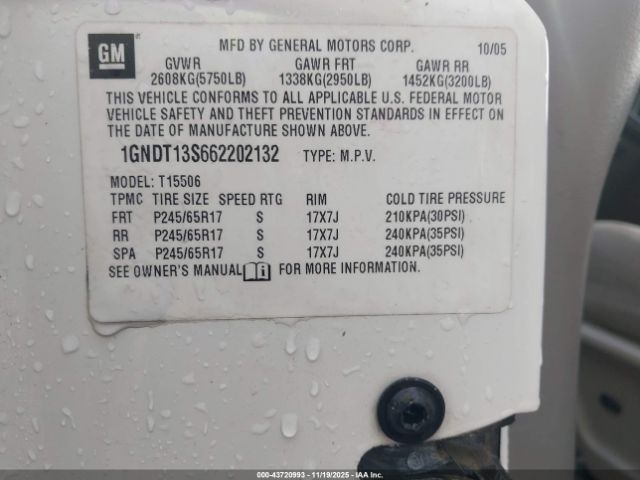 GM
MFD BY GENERAL MOTORS CORP. 10/05
GVWR GAWR FRT GAWR RR
2608KG(5750LB) 1338KG(2950LB) 1452KG(3200LB)
THIS VEHICLE CONFORMS TO ALL APPLICABLE U.S. FEDERAL MOTOR
VEHICLE SAFETY AND THEFT PREVENTION STANDARDS IN EFFECT ON
THE DATE OF MANUFACTURE SHOWN ABOVE.
1GNDT13S662202132 TYPE: M.P.V.
MODEL: T15506
TPMC TIRE SIZE SPEED RTG RIM COLD TIRE PRESSURE
FRT P245/65R17 S 17X7J 210KPA(30PSI)
RR P245/65R17 S 17X7J 240KPA(35PSI)
SPA P245/65R17 S 17X7J 240KPA(35PSI)
SEE OWNER'S MANUAL FOR MORE INFORMATION.
000-43720993 - 11/19/2025 - IAAI.COM